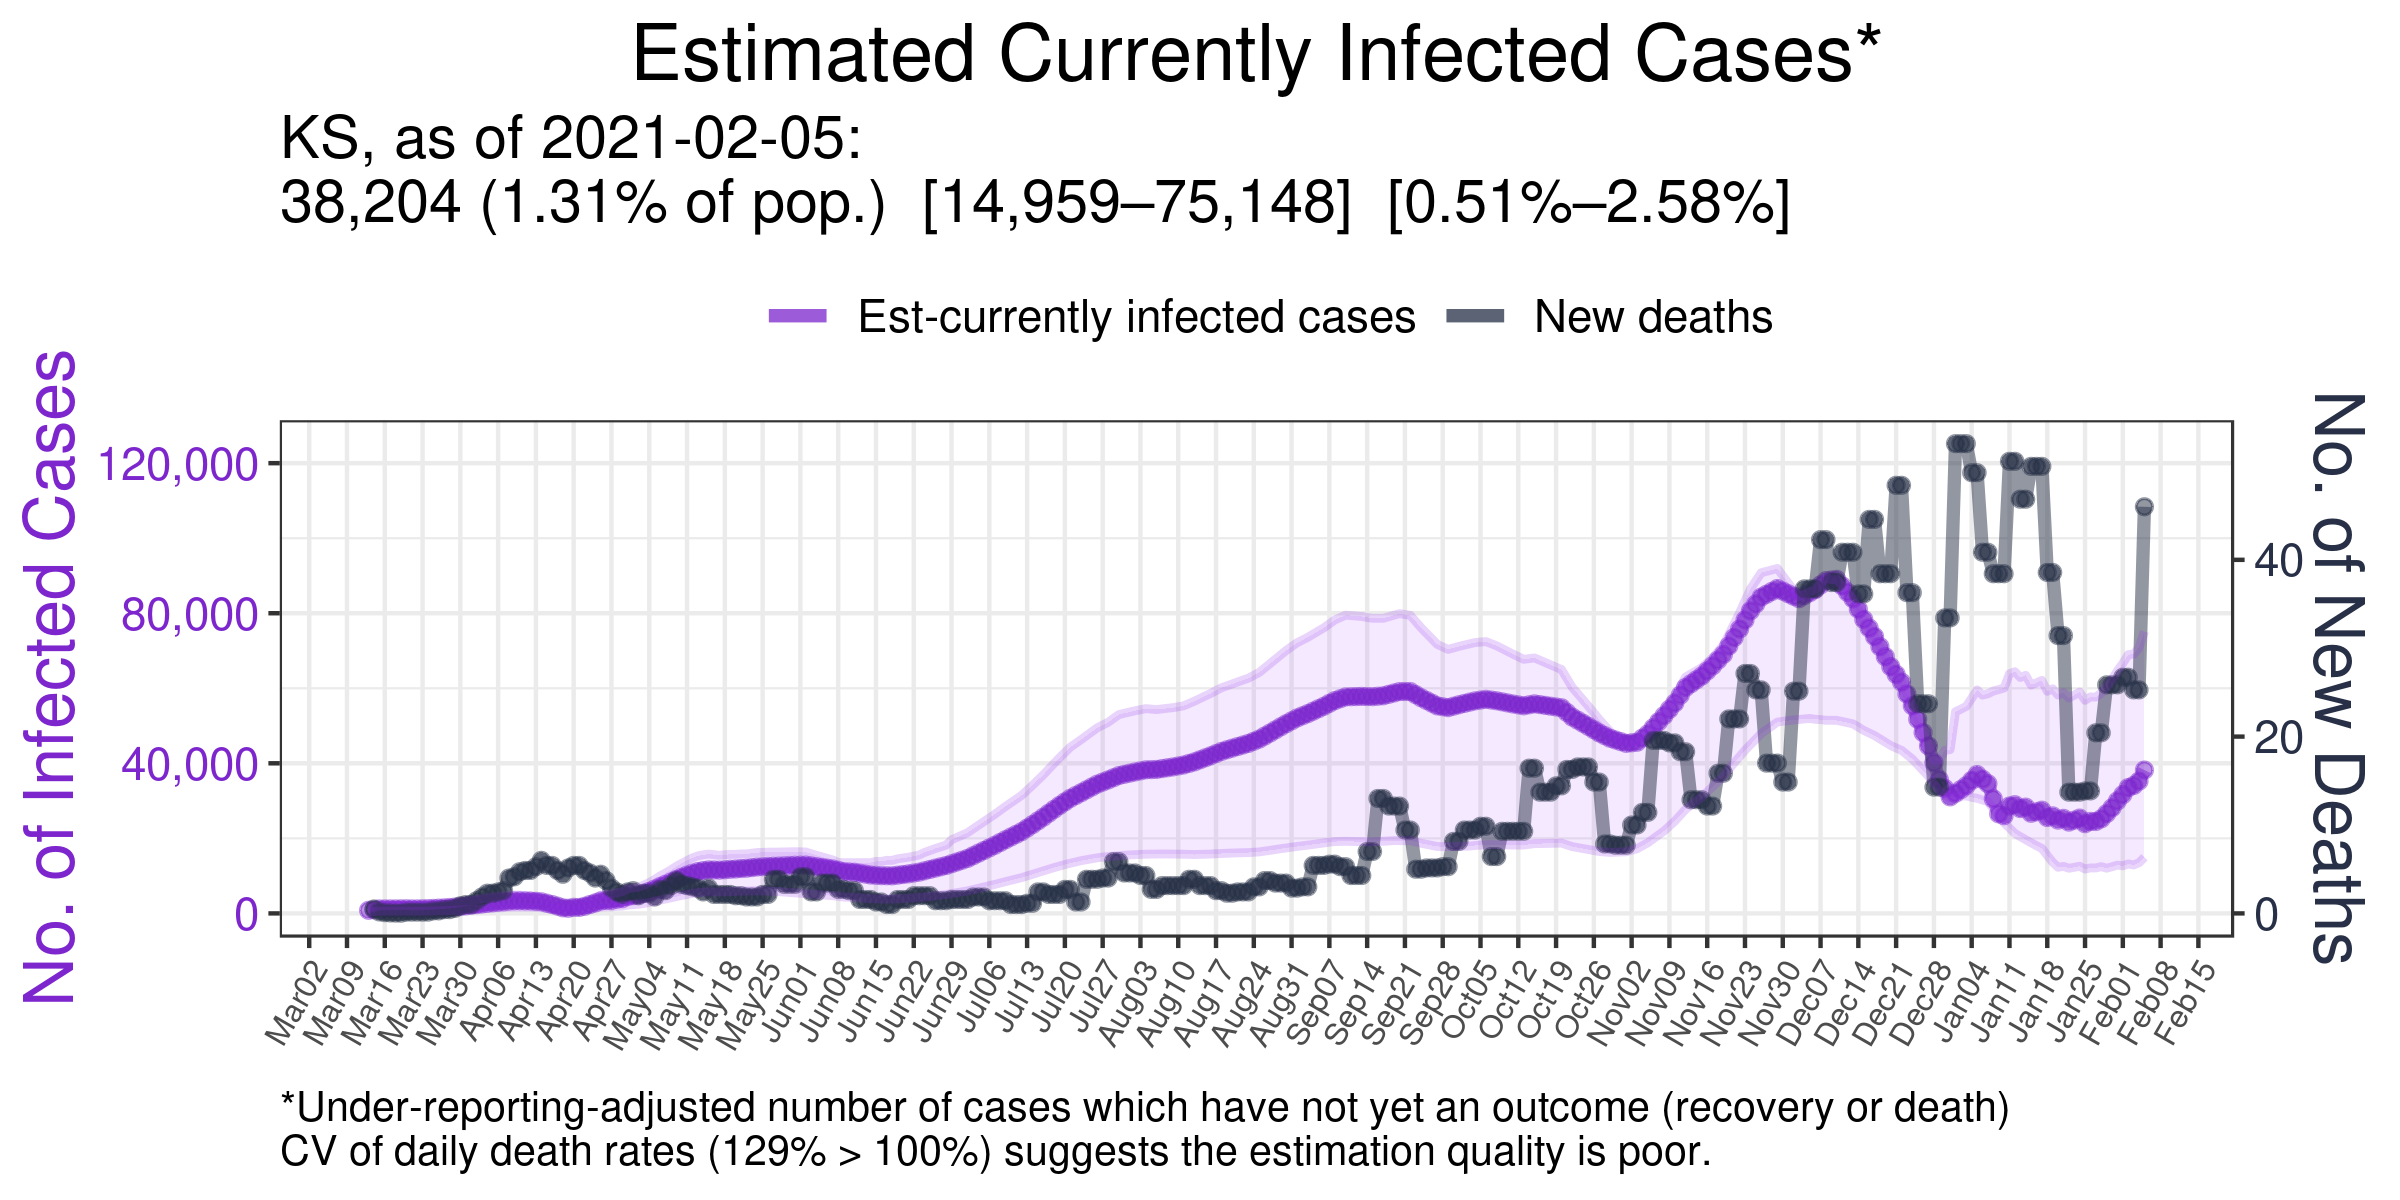 Estimated Currently Infected Cases*
KS, as of 2021-02-05:
38,204 (1.31% of pop.) [14,959–75,148] [0.51%–2.58%]
Est-currently infected cases New deaths
No. of Infected Cases
120,000
80,000
40,000
0
No. of New Deaths
40
20
0
Mar02 Mar09 Mar16 Mar23 Mar30 Apr06 Apr13 Apr20 Apr27 May04 May11 May18 May25 Jun01 Jun08 Jun15 Jun22 Jun29 Jul06 Jul13 Jul20 Jul27 Aug03 Aug10 Aug17 Aug24 Aug31 Sep07 Sep14 Sep21 Sep28 Oct05 Oct12 Oct19 Oct26 Nov02 Nov09 Nov16 Nov23 Nov30 Dec07 Dec14 Dec21 Dec28 Jan04 Jan11 Jan18 Jan25 Feb01 Feb08 Feb15
*Under-reporting-adjusted number of cases which have not yet an outcome (recovery or death)
CV of daily death rates (129% > 100%) suggests the estimation quality is poor.